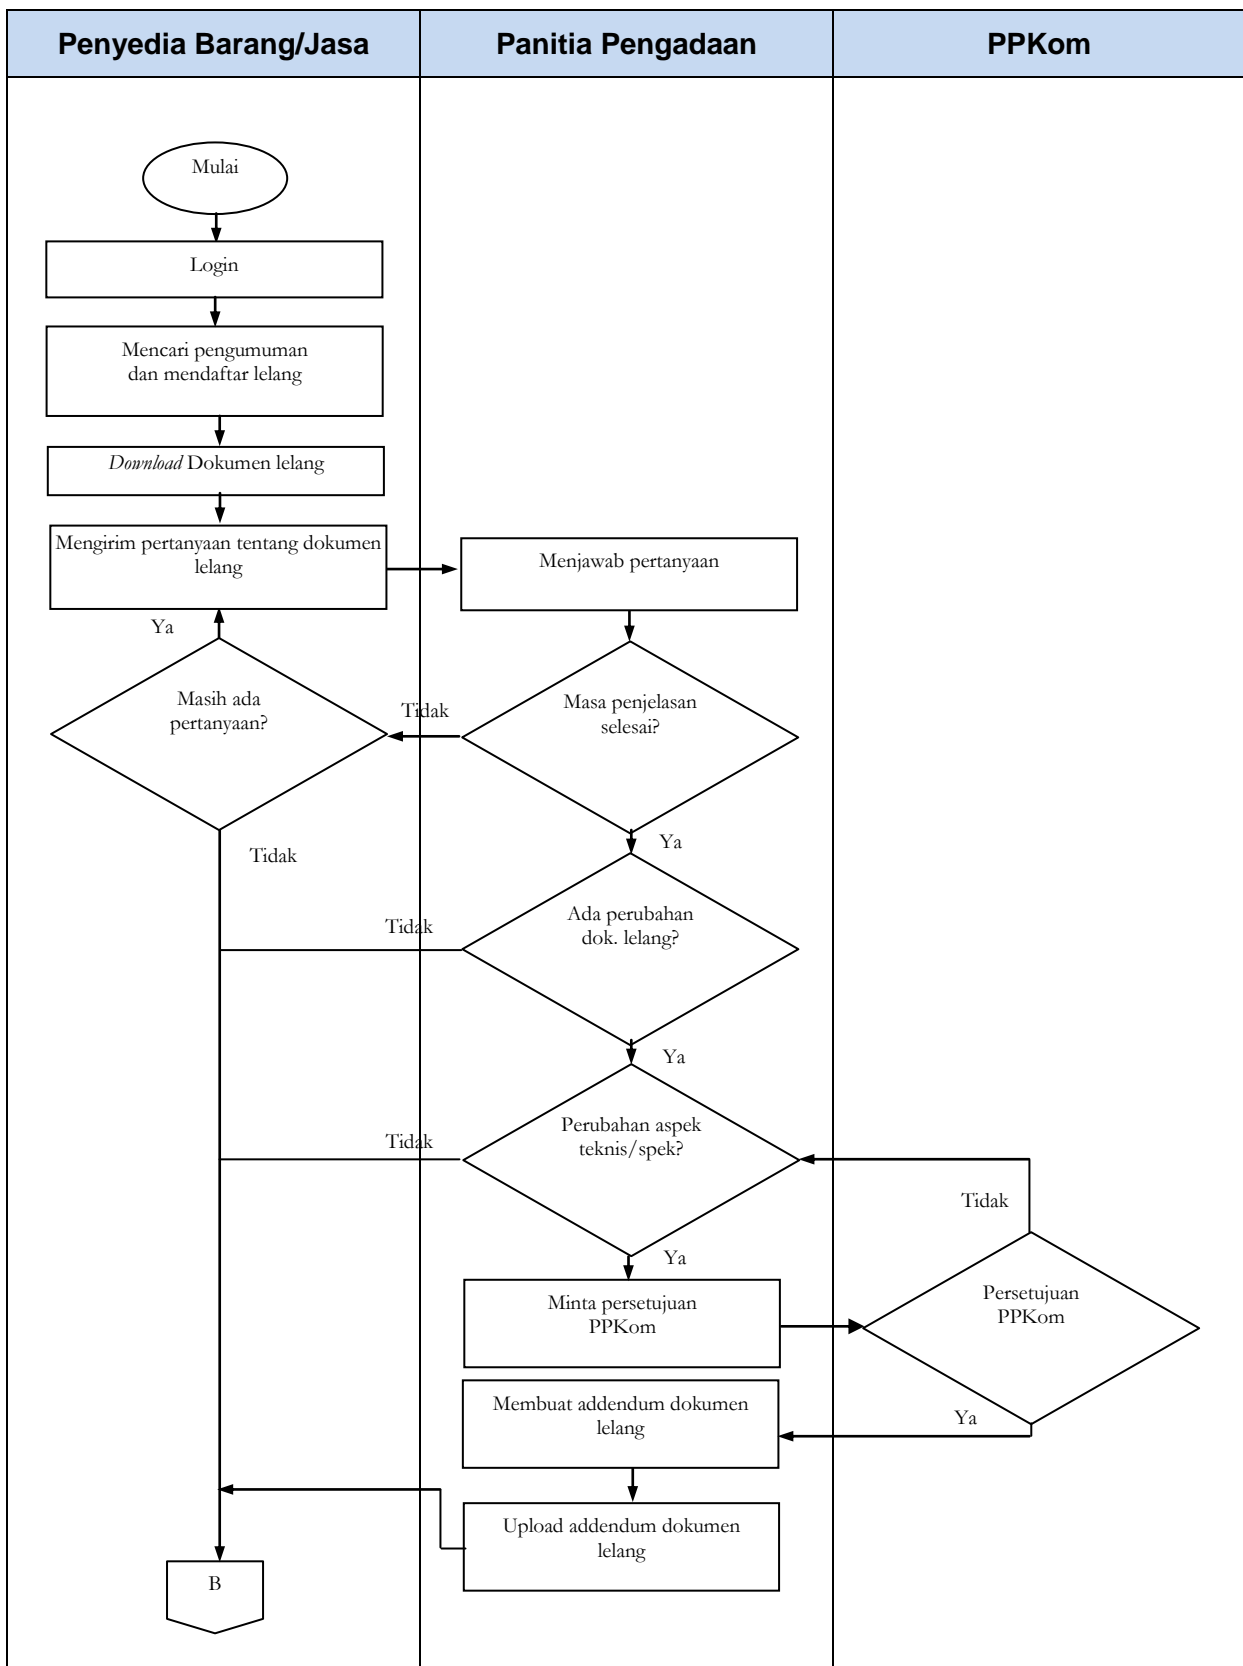 Penyedia Barang/Jasa
Panitia Pengadaan
PPKom
Mulai
Login
Mencari pengumuman
dan mendaftar lelang
Download Dokumen lelang
Mengirim pertanyaan tentang dokumen
lelang
Menjawab pertanyaan
Ya
Masih ada
pertanyaan?
Tidak
Masa penjelasan
selesai?
Tidak
Ya
Ada perubahan
dok. lelang?
Tidak
Ya
Perubahan aspek
teknis/spek?
Tidak
Tidak
Ya
Minta persetujuan
PPKom
Persetujuan
PPKom
Membuat addendum dokumen
lelang
Ya
Upload addendum dokumen
lelang
B